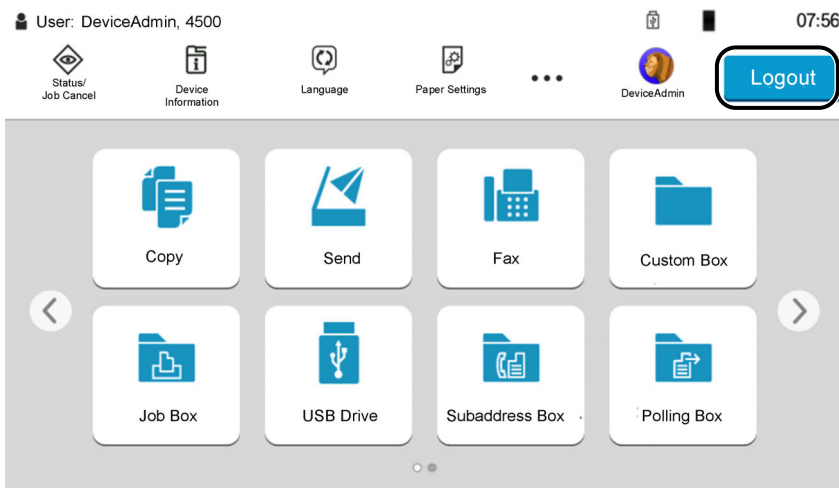 User: DeviceAdmin, 4500
07:56
Status/
Job Cancel
Device
Information
Language
Paper Settings
DeviceAdmin
Logout
Copy
Send
Fax
Custom Box
Job Box
USB Drive
Subaddress Box
Polling Box